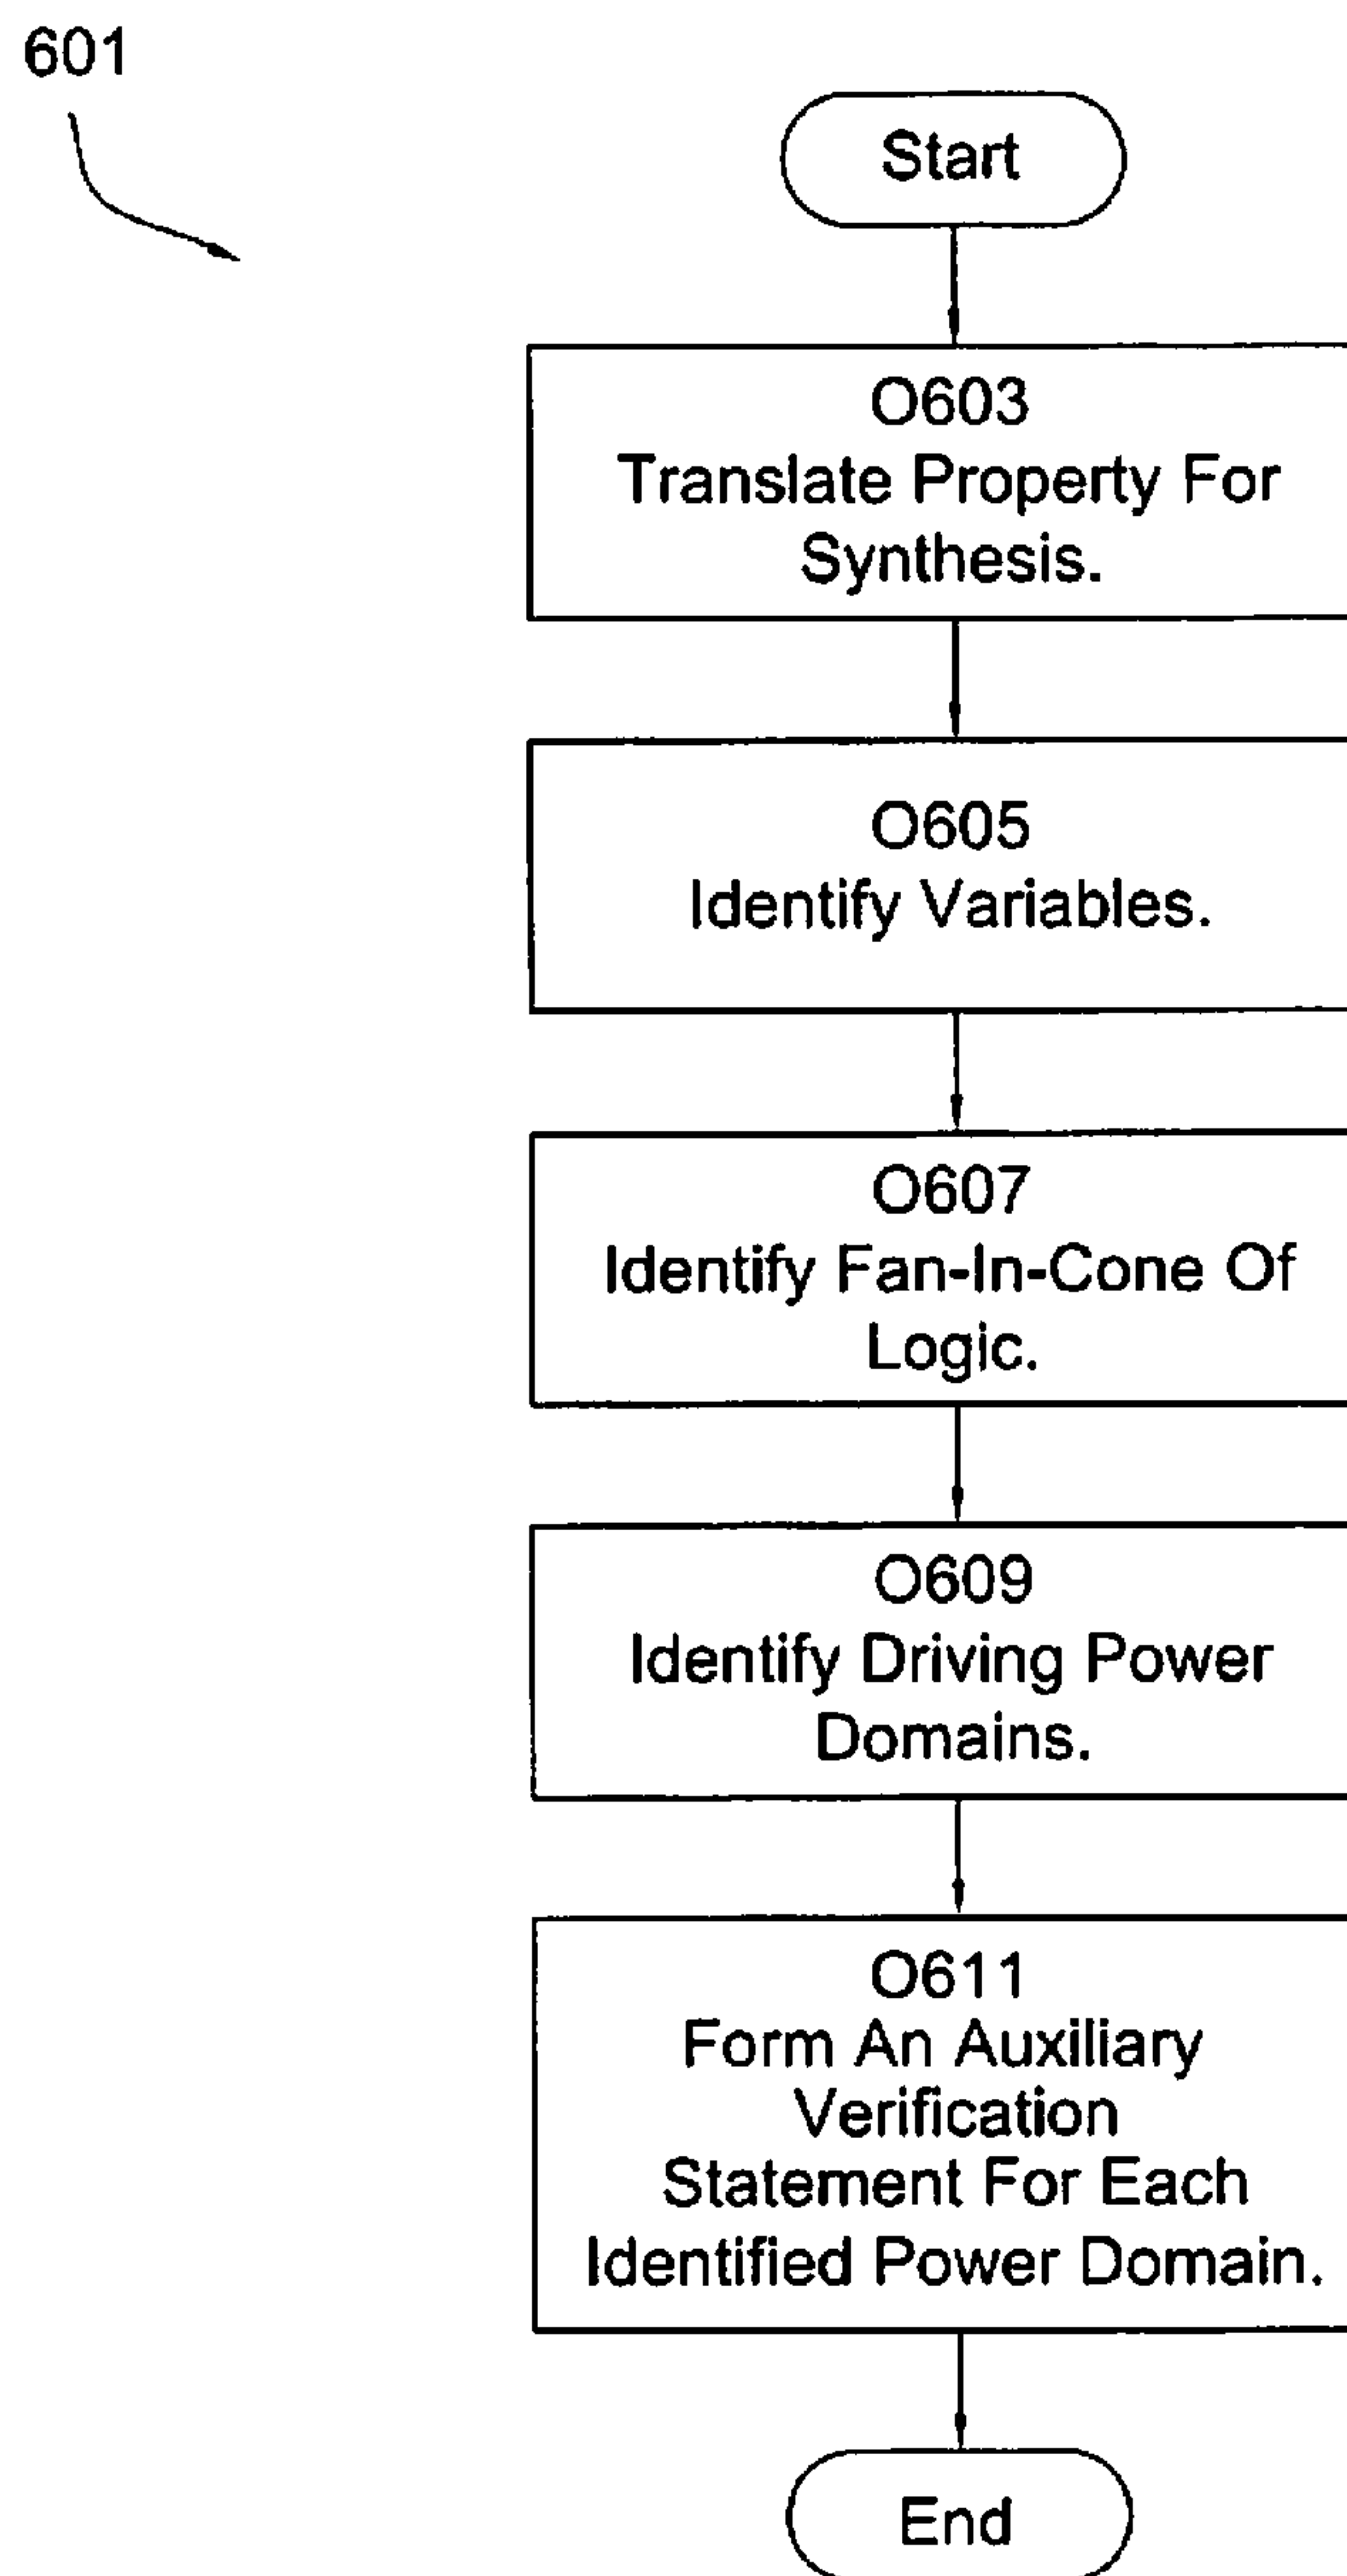 601
Start
O603
Translate Property For
Synthesis.
O605
Identify Variables.
O607
Identify Fan-In-Cone Of
Logic.
O609
Identify Driving Power
Domains.
O611
Form An Auxiliary
Verification
Statement For Each
Identified Power Domain.
End